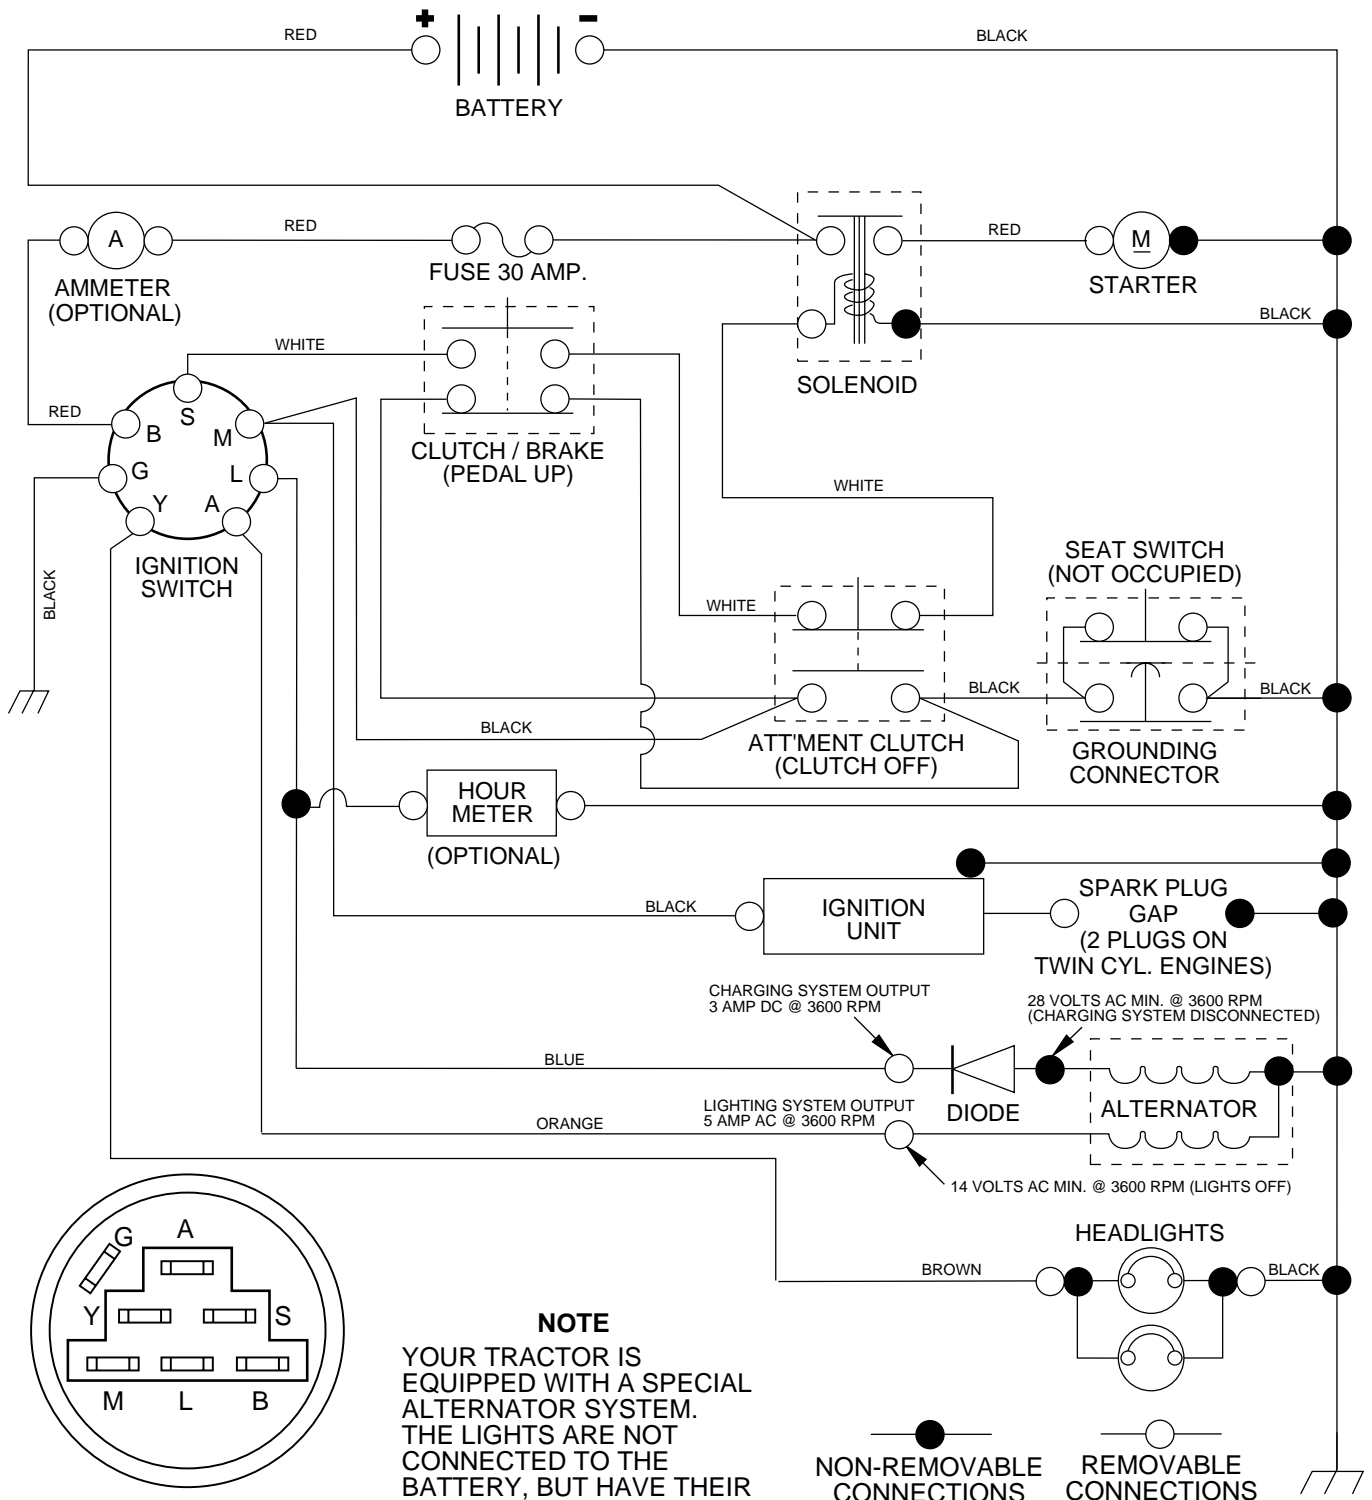 +
-
RED
BLACK
BATTERY
A
RED
RED
M
FUSE 30 AMP.
STARTER
AMMETER
(OPTIONAL)
BLACK
WHITE
SOLENOID
RED
S
B
M
G
L
Y
A
CLUTCH / BRAKE
(PEDAL UP)
WHITE
IGNITION
SWITCH
BLACK
SEAT SWITCH
(NOT OCCUPIED)
WHITE
BLACK
BLACK
BLACK
ATT'MENT CLUTCH
(CLUTCH OFF)
GROUNDING
CONNECTOR
HOUR
METER
(OPTIONAL)
BLACK
IGNITION
UNIT
SPARK PLUG
GAP
(2 PLUGS ON
TWIN CYL. ENGINES)
CHARGING SYSTEM OUTPUT
3 AMP DC @ 3600 RPM
28 VOLTS AC MIN. @ 3600 RPM
(CHARGING SYSTEM DISCONNECTED)
BLUE
DIODE
ALTERNATOR
LIGHTING SYSTEM OUTPUT
5 AMP AC @ 3600 RPM
ORANGE
14 VOLTS AC MIN. @ 3600 RPM (LIGHTS OFF)
HEADLIGHTS
BROWN
BLACK
G
A
Y
S
M
L
B
NOTE
YOUR TRACTOR IS
EQUIPPED WITH A SPECIAL
ALTERNATOR SYSTEM.
THE LIGHTS ARE NOT
CONNECTED TO THE
BATTERY, BUT HAVE THEIR
NON-REMOVABLE
CONNECTIONS
REMOVABLE
CONNECTIONS